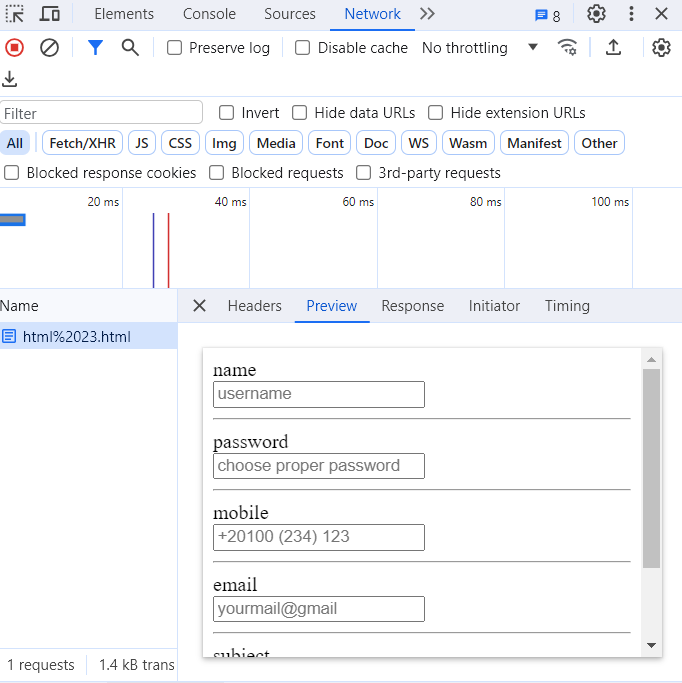 Elements Console Sources Network 8
Preserve log Disable cache No throttling
Filter Invert Hide data URLs Hide extension URLs
All Fetch/XHR JS CSS Img Media Font Doc WS Wasm Manifest Other
Blocked response cookies Blocked requests 3rd-party requests
20 ms 40 ms 60 ms 80 ms 100 ms
Name Headers Preview Response Initiator Timing
html%2023.html
name
username
password
choose proper password
mobile
+20100 (234) 123
email
yourmail@gmail
subject
1 requests 1.4 kB trans